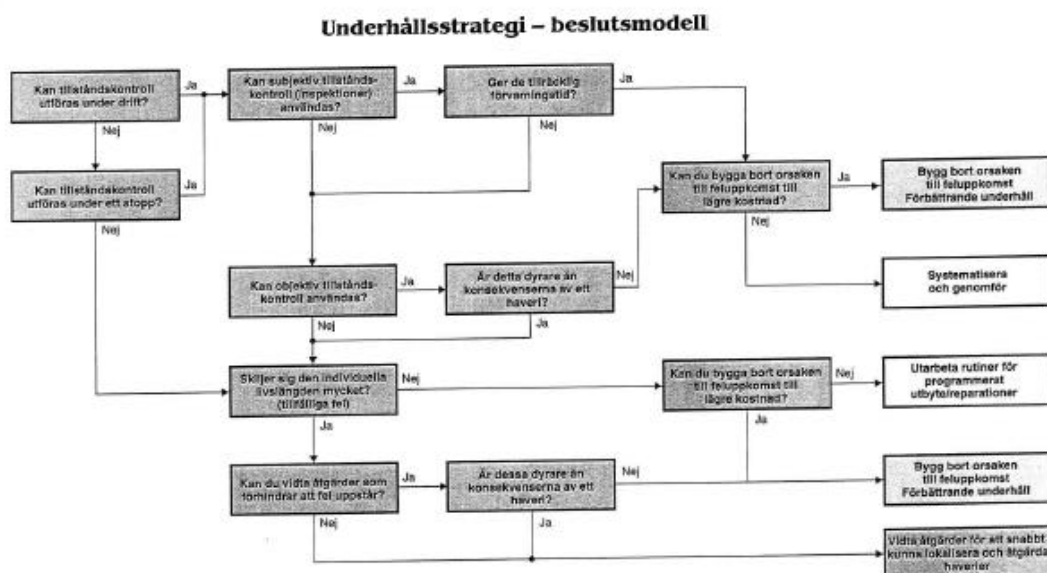 Underhållsstrategi – beslutsmodell
Kan tillståndskontroll
utföras under drift?
Ja
Nej
Kan subjektiv tillstånds-
kontroll (inspektioner)
användas?
Ja
Nej
Ger de tillräcklig
förvarningstid?
Ja
Nej
Kan tillståndskontroll
utföras under ett stopp?
Ja
Nej
Kan du bygga bort orsaken
till feluppkomst till
lägre kostnad?
Ja
Nej
Bygg bort orsaken
till feluppkomst
Förbättrande underhåll
Kan objektiv tillstånds-
kontroll användas?
Ja
Nej
Är detta dyrare än
konsekvenserna av ett
haveri?
Nej
Ja
Systematisera
och genomför
Skiljer sig den individuella
livslängden mycket?
(tillfälliga fel)
Nej
Ja
Kan du bygga bort orsaken
till feluppkomst till
lägre kostnad?
Nej
Ja
Utarbeta rutiner för
programmerat
utbyte/reparationer
Kan du vidta åtgärder som
förhindrar att fel uppstår?
Ja
Nej
Är dessa dyrare än
konsekvenserna av ett
haveri?
Nej
Ja
Bygg bort orsaken
till feluppkomst
Förbättrande underhåll
Vidta åtgärder för att snabbt
kunna lokalisera och åtgärda
haverier